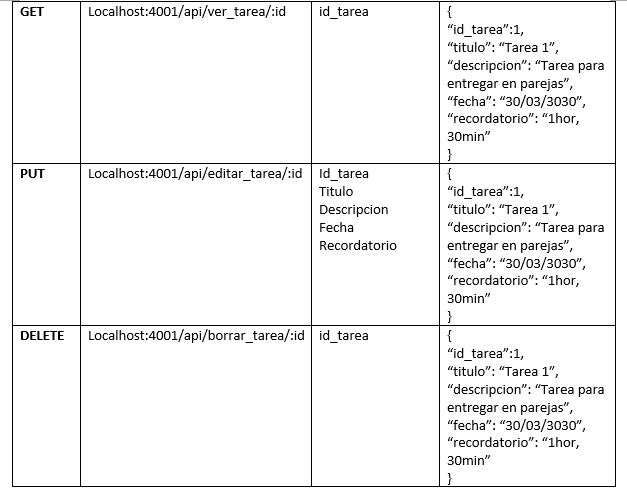 GET
Localhost:4001/api/ver_tarea/:id
id_tarea
{
“id_tarea”:1,
“titulo”: “Tarea 1”,
“descripcion”: “Tarea para
entregar en parejas”,
“fecha”: “30/03/3030”,
“recordatorio”: “1hor,
30min”
}
PUT
Localhost:4001/api/editar_tarea/:id
Id_tarea
Titulo
Descripcion
Fecha
Recordatorio
{
“id_tarea”:1,
“titulo”: “Tarea 1”,
“descripcion”: “Tarea para
entregar en parejas”,
“fecha”: “30/03/3030”,
“recordatorio”: “1hor,
30min”
}
DELETE
Localhost:4001/api/borrar_tarea/:id
id_tarea
{
“id_tarea”:1,
“titulo”: “Tarea 1”,
“descripcion”: “Tarea para
entregar en parejas”,
“fecha”: “30/03/3030”,
“recordatorio”: “1hor,
30min”
}